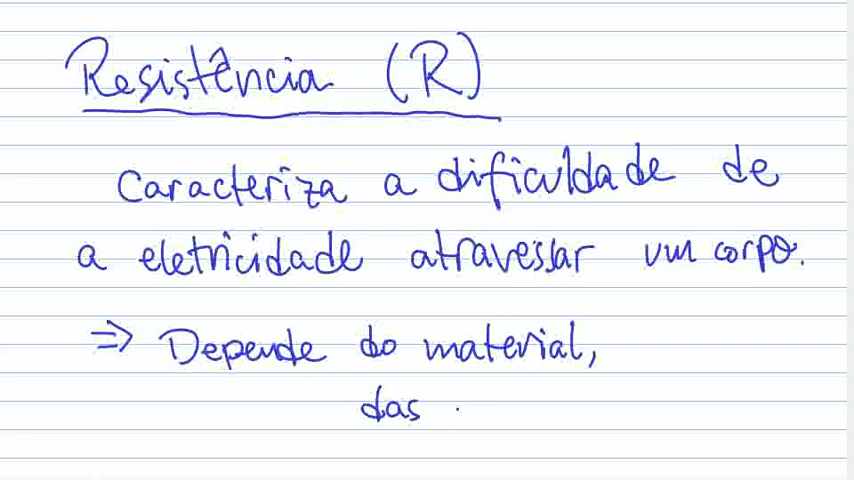 Resistência (R)
Caracteriza a dificuldade de
a eletricidade atravessar um corpo.
⇒ Depende do material,
das